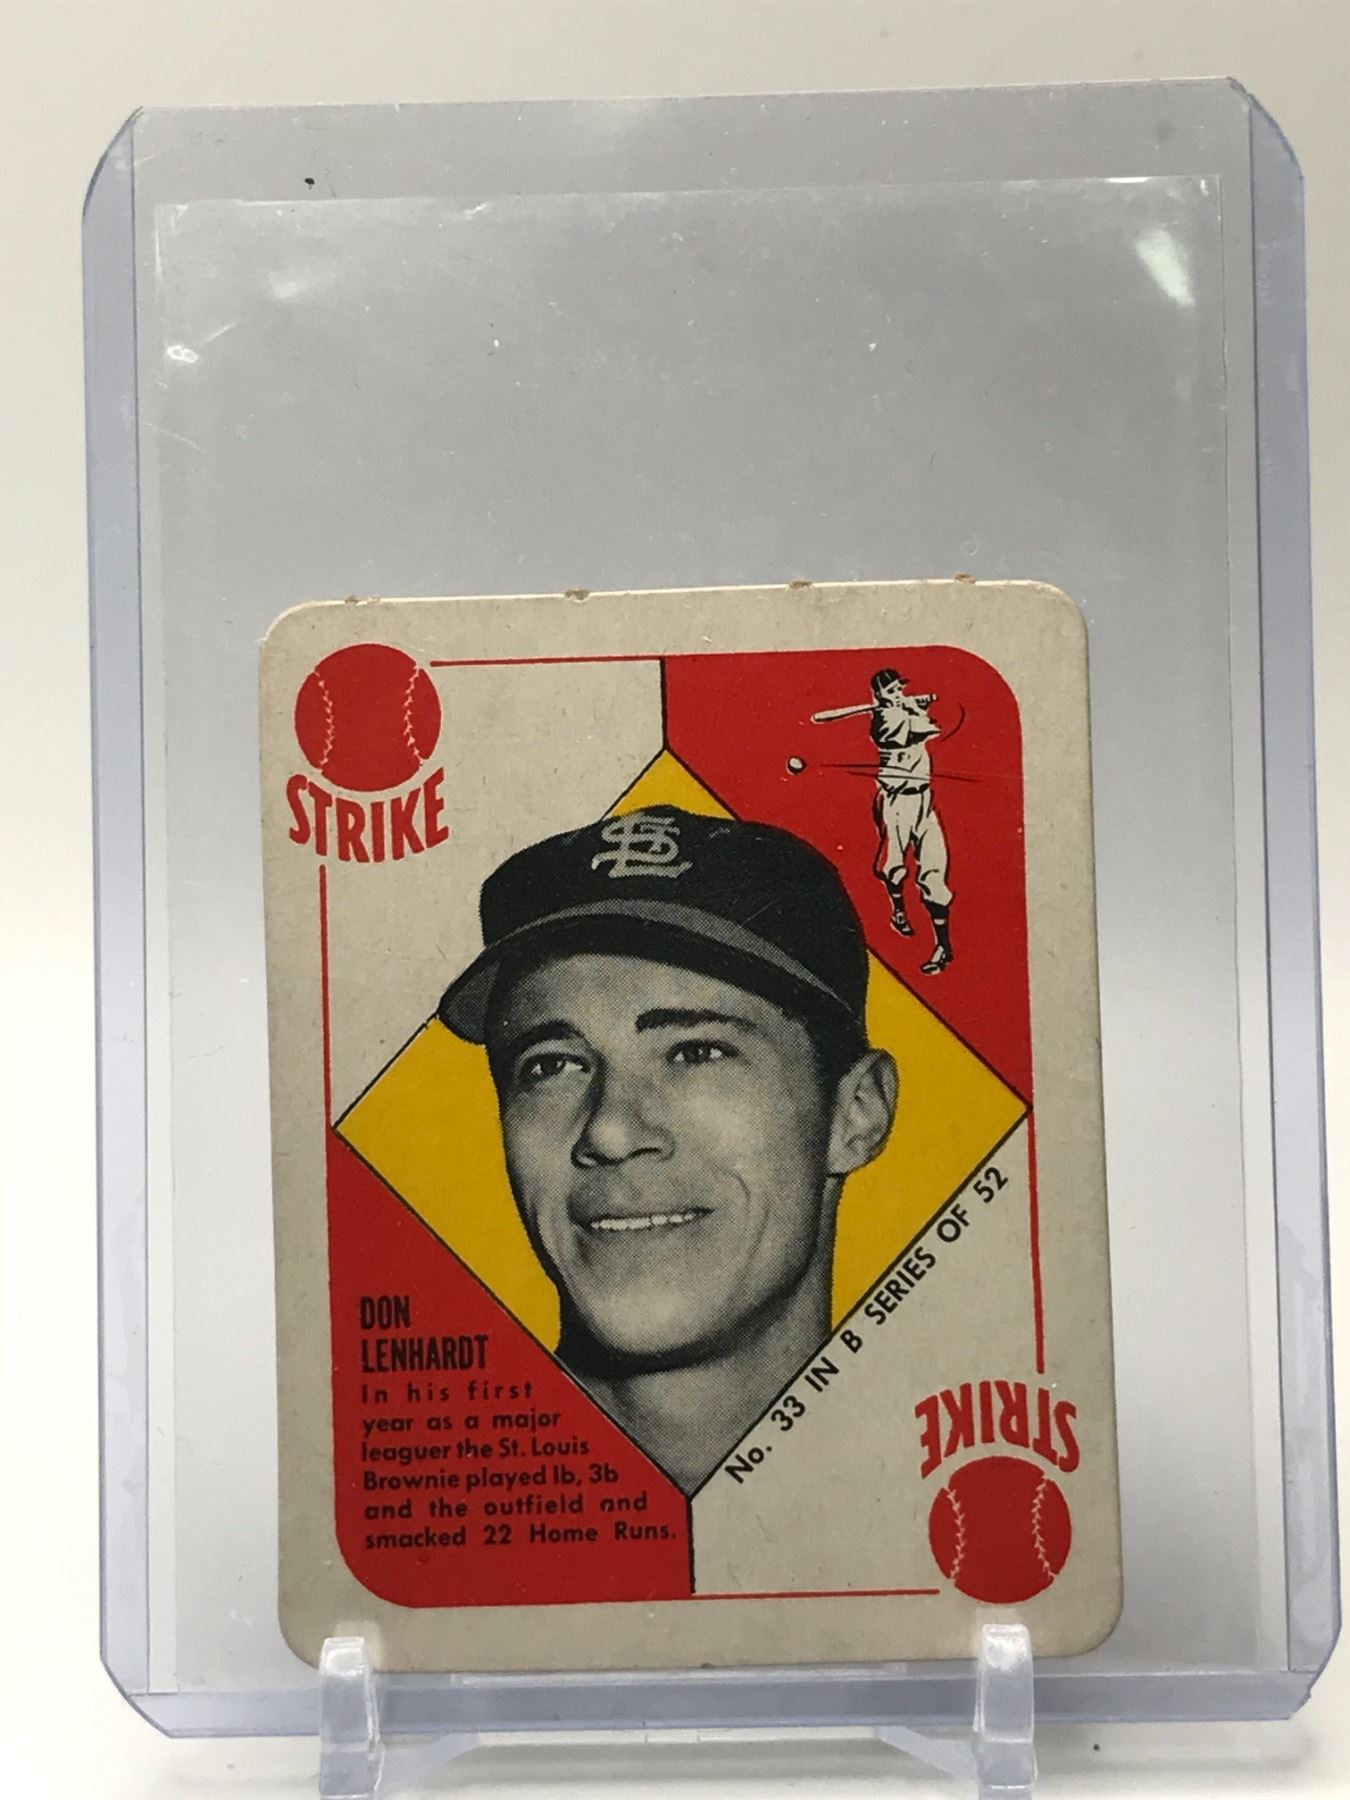 STRIKE
StL
DON
LENHARDT
In his first
year as a major
leaguer the St. Louis
Brownie played lb, 3b
and the outfield and
smacked 22 Home Runs.
No. 33 IN B SERIES OF 52
STRIKE